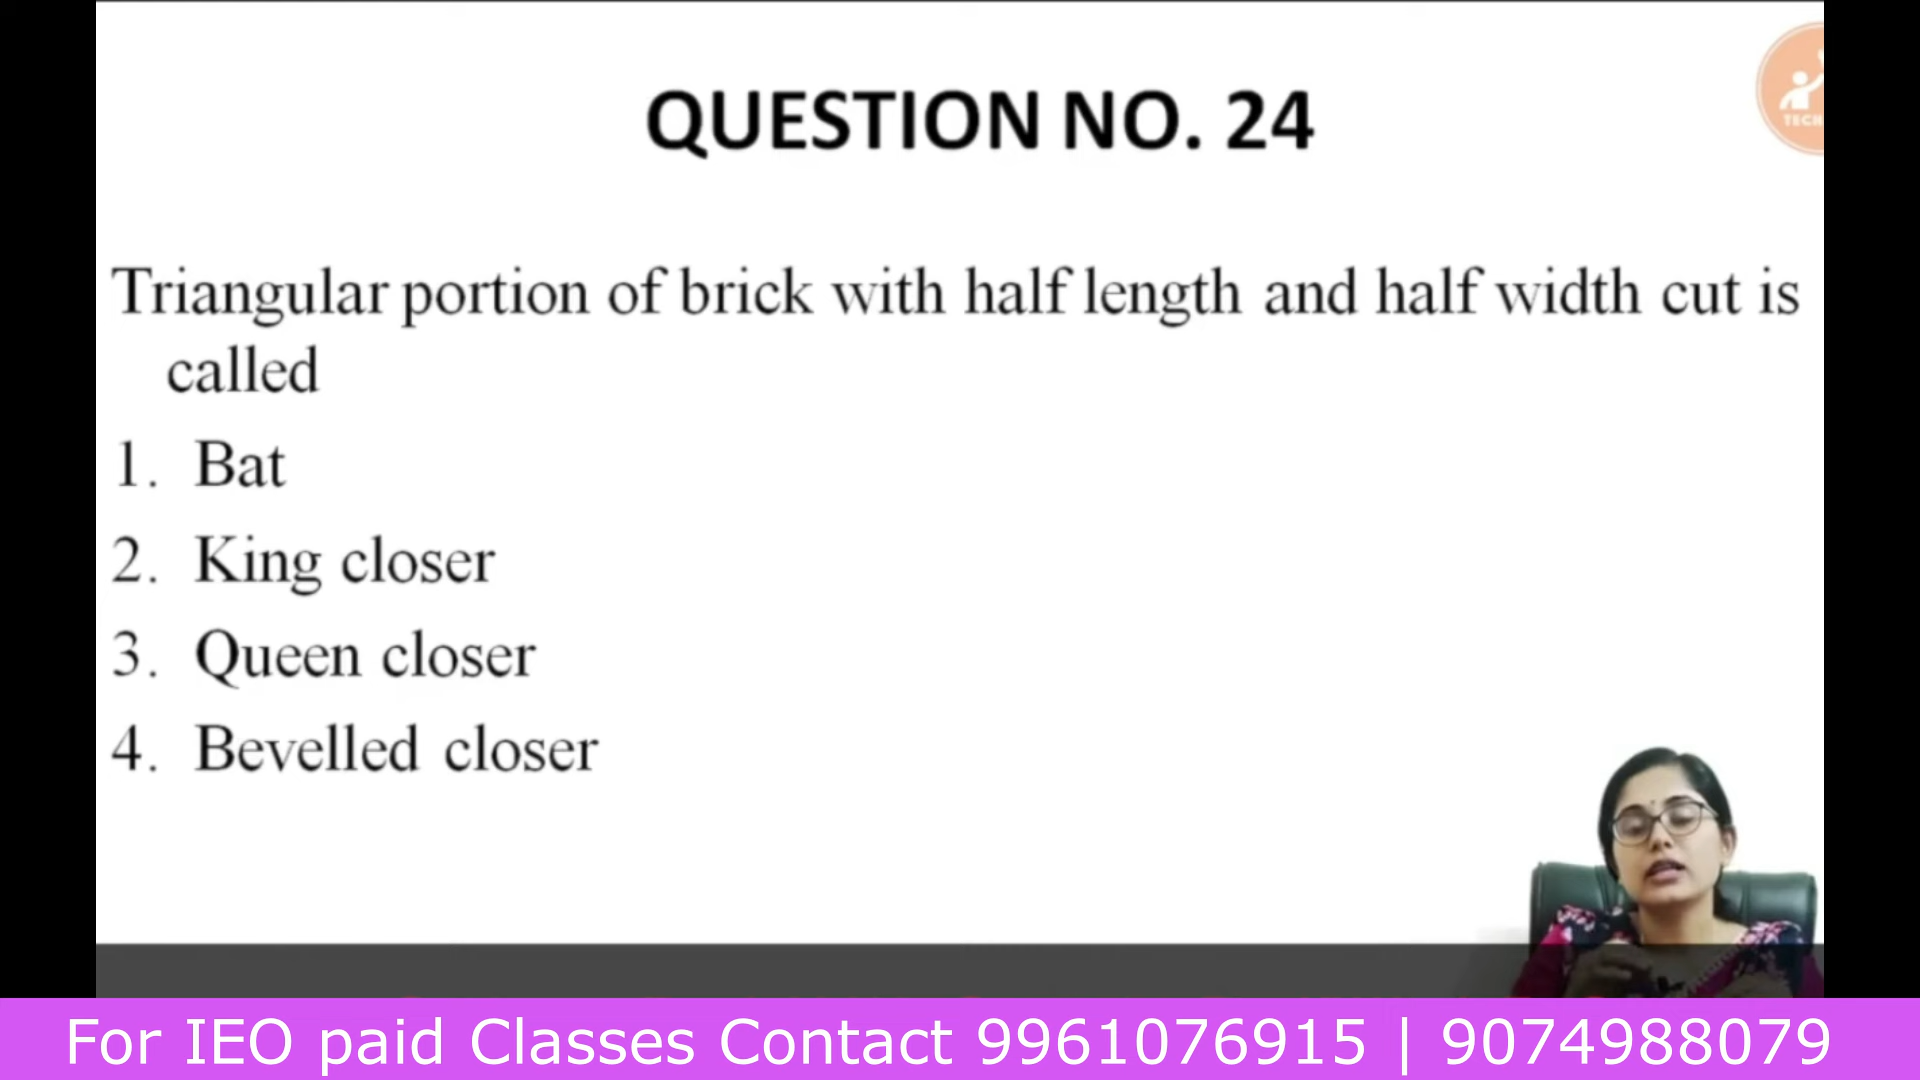 TECH
QUESTION NO. 24
Triangular portion of brick with half length and half width cut is
called
1. Bat
2. King closer
3. Queen closer
4. Bevelled closer
For IEO paid Classes Contact 9961076915 | 9074988079